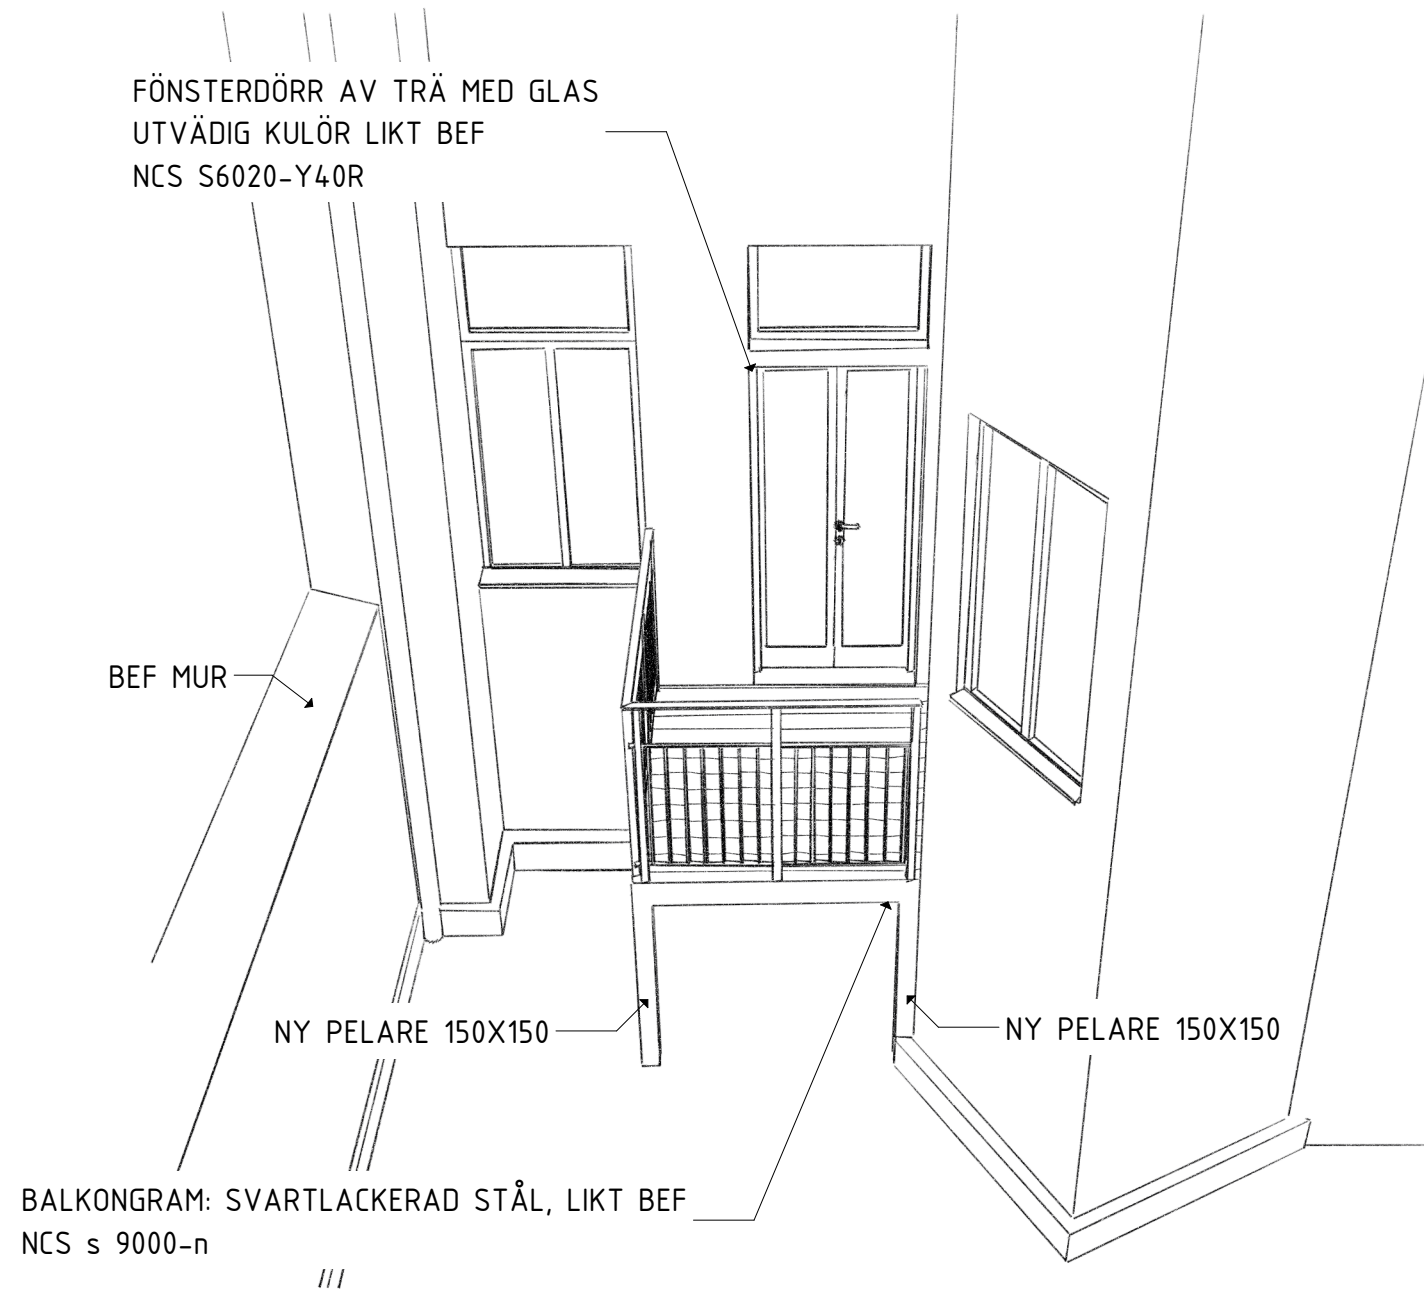 FÖNSTERDÖRR AV TRÄ MED GLAS
UTVÄDIG KULÖR LIKT BEF
NCS S6020-Y40R
BEF MUR
NY PELARE 150X150
NY PELARE 150X150
BALKONGRAM: SVARTLACKERAD STÅL, LIKT BEF
NCS s 9000-n